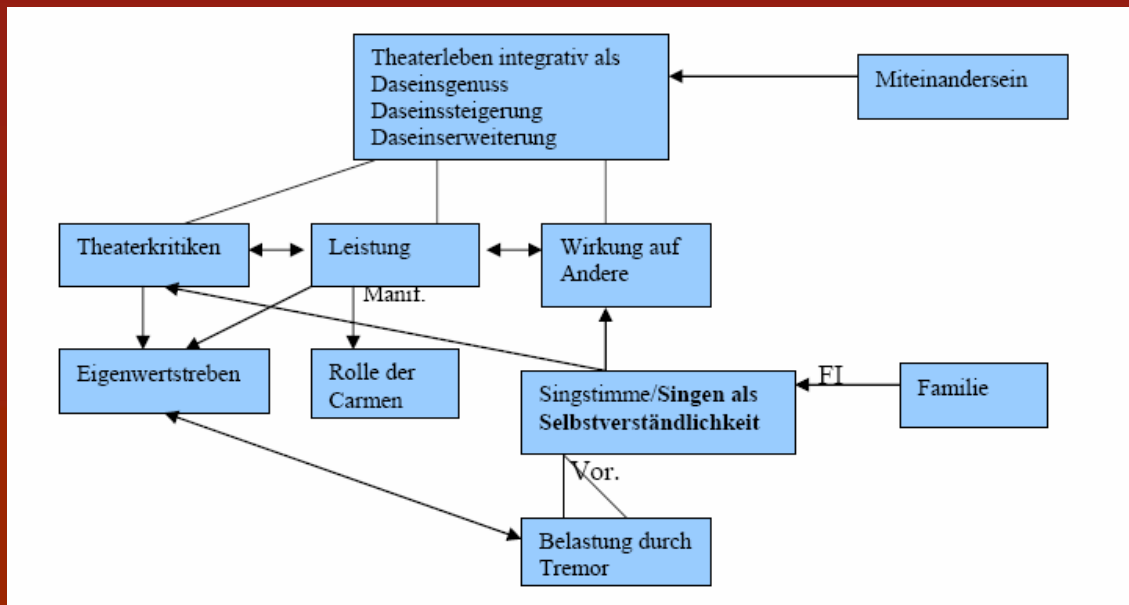 Theaterleben integrativ als
Daseinsgenuss
Daseinssteigerung
Daseinserweiterung
Miteinandersein
Theaterkritiken
Leistung
Wirkung auf
Andere
Manif.
Eigenwertstreben
Rolle der
Carmen
Singstimme/Singen als
Selbstverständlichkeit
FI
Familie
Vor.
Belastung durch
Tremor